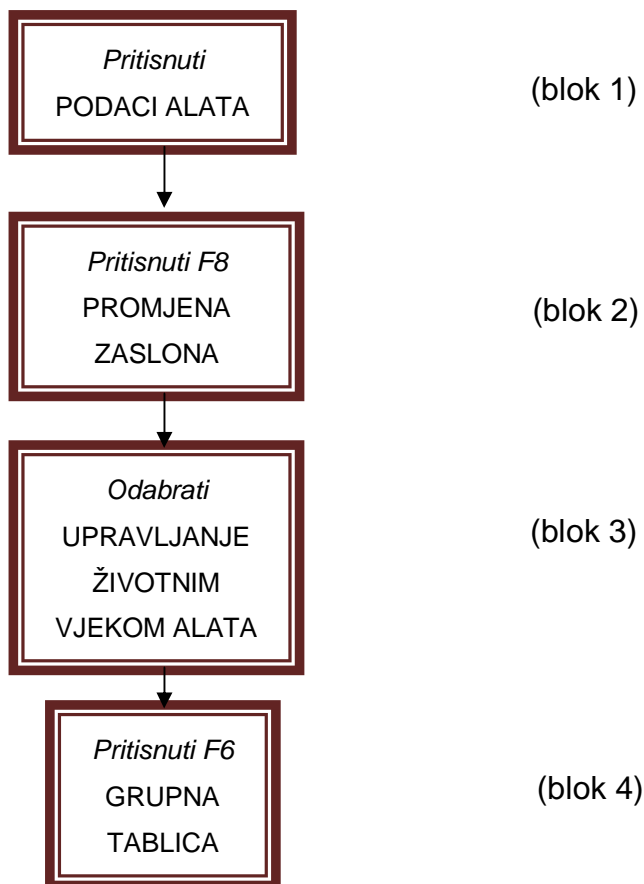 Pritisnuti
PODACI ALATA
(blok 1)
Pritisnuti F8
PROMJENA
ZASLONA
(blok 2)
Odabrati
UPRAVLJANJE
ŽIVOTNIM
VJEKOM ALATA
(blok 3)
Pritisnuti F6
GRUPNA
TABLICA
(blok 4)